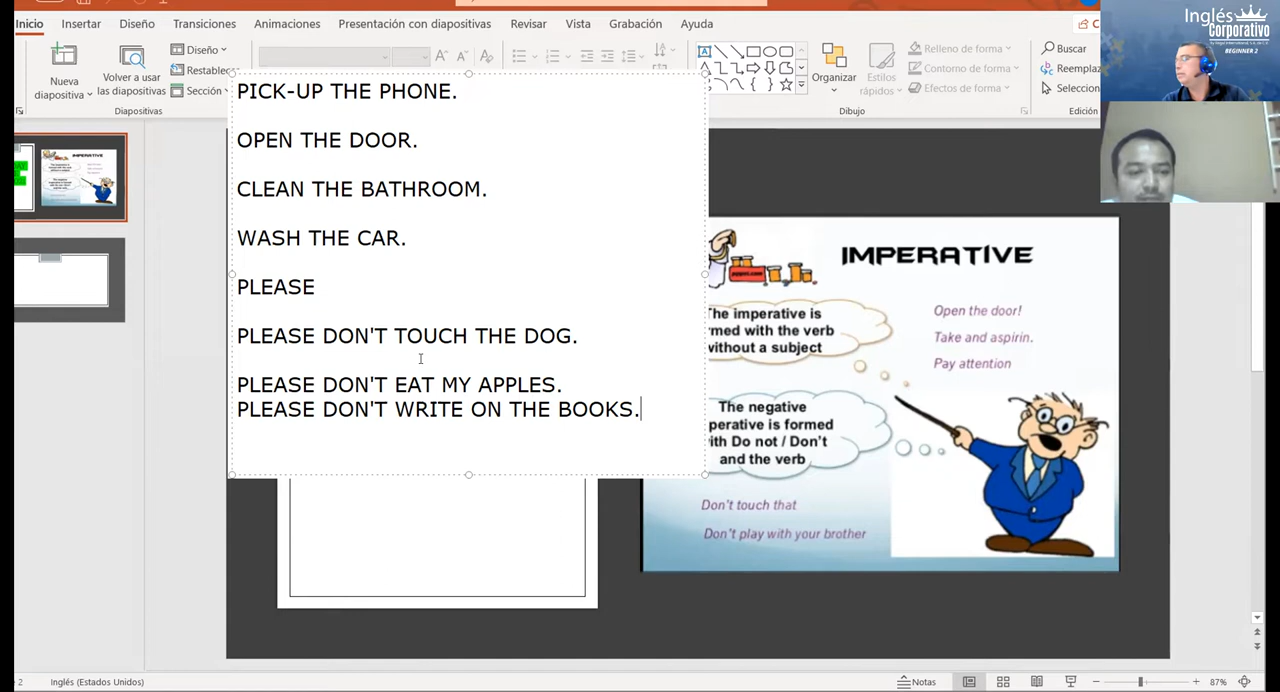 Inicio
Insertar
Diseño
Transiciones
Animaciones
Presentación con diapositivas
Revisar
Vista
Grabación
Ayuda
Nueva
diapositiva
Volver a usar
las diapositivas
Diseño
Restablec
Sección
Diapositivas
Organizar
Estilos
rápidos
Relleno de forma
Contorno de forma
Efectos de forma
Dibujo
Buscar
Reempla
Seleccion
Edición
Inglés
Corporativo
BEGINNER 2
PICK-UP THE PHONE.
OPEN THE DOOR.
CLEAN THE BATHROOM.
WASH THE CAR.
PLEASE
PLEASE DON'T TOUCH THE DOG.
PLEASE DON'T EAT MY APPLES.
PLEASE DON'T WRITE ON THE BOOKS.
IMPERATIVE
The imperative is
rmed with the verb
without a subject
Open the door!
Take and aspirin.
Pay attention
The negative
perative is formed
ith Do not / Don't
and the verb
Don't touch that
Don't play with your brother
IMPERATIVE
2
Inglés (Estados Unidos)
Notas
87%